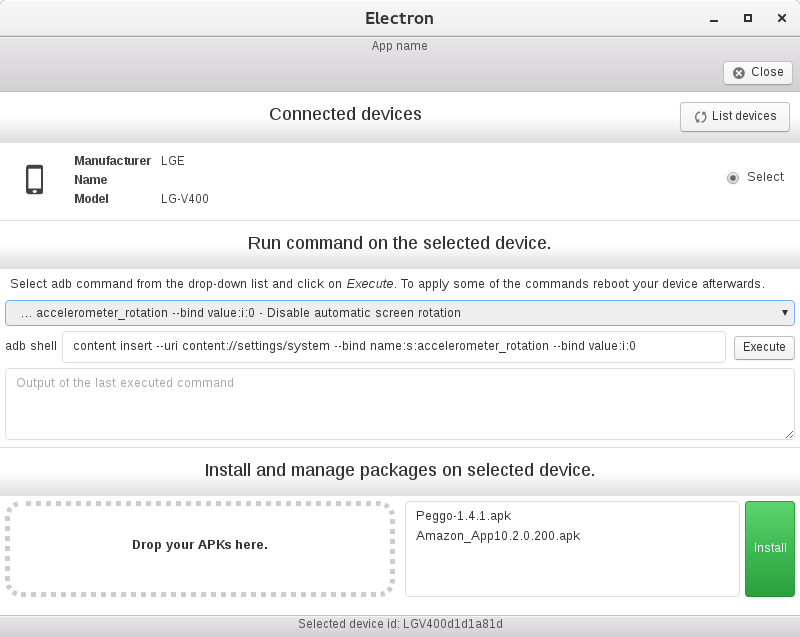 Electron
App name
Close
Connected devices
List devices
Manufacturer LGE
Name
Model LG-V400
Select
Run command on the selected device.
Select adb command from the drop-down list and click on Execute. To apply some of the commands reboot your device afterwards.
... accelerometer_rotation --bind value:i:0 - Disable automatic screen rotation
adb shell content insert --uri content://settings/system --bind name:s:accelerometer_rotation --bind value:i:0 Execute
Output of the last executed command
Install and manage packages on selected device.
Drop your APKs here.
Peggo-1.4.1.apk
Amazon_App10.2.0.200.apk
Install
Selected device id: LGV400d1d1a81d